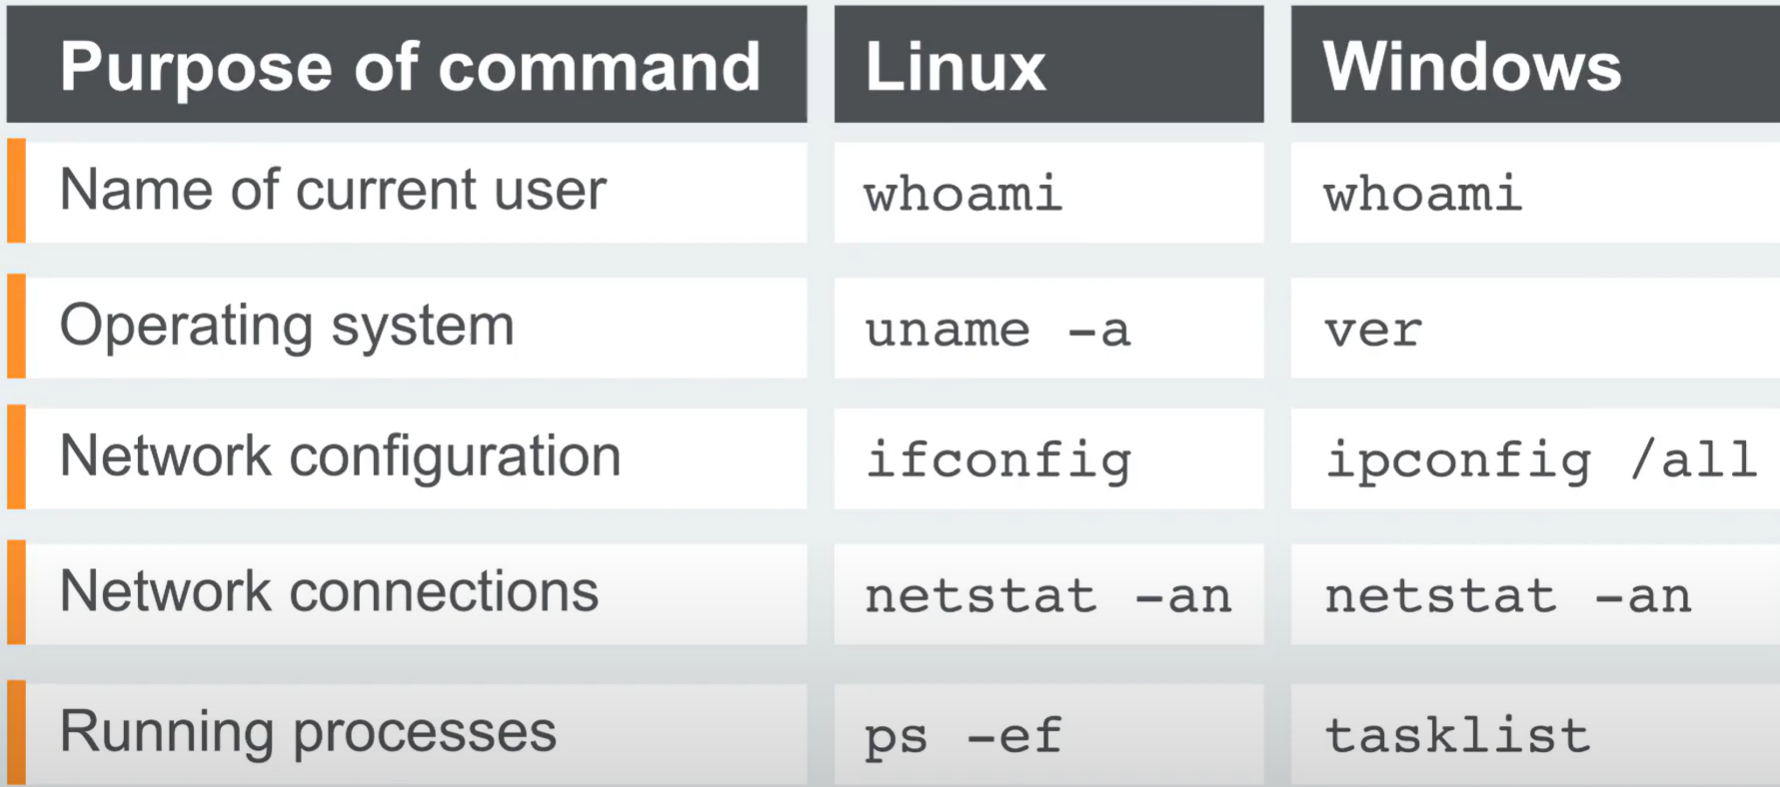 Purpose of command Linux Windows
Name of current user whoami whoami
Operating system uname -a ver
Network configuration ifconfig ipconfig /all
Network connections netstat -an netstat -an
Running processes ps -ef tasklist